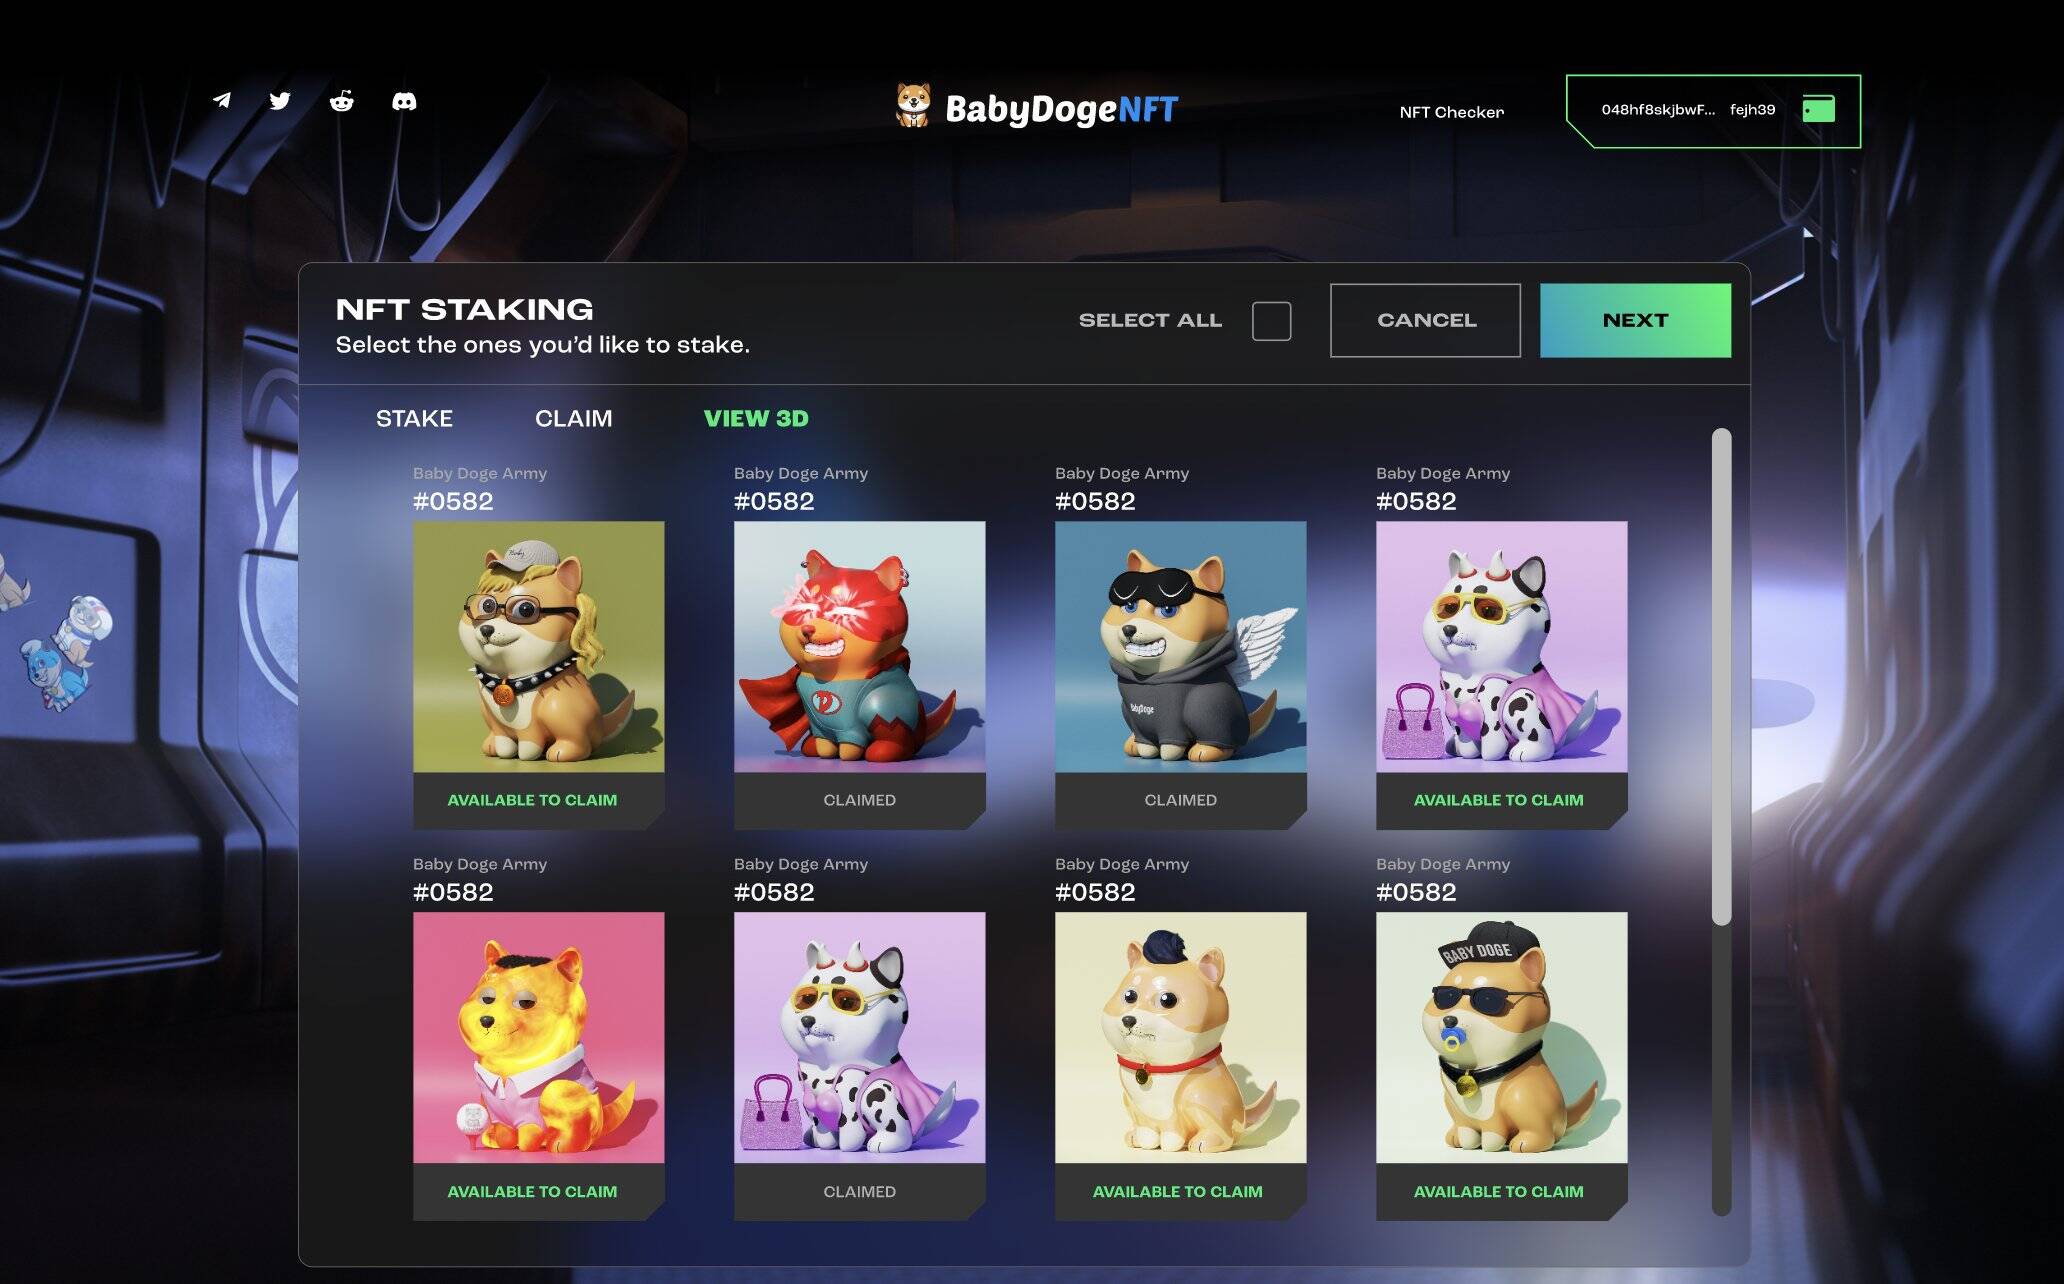 BabyDogeNFT
NFT Checker
048hf8skjbwF... fejh39
NFT STAKING
Select the ones you’d like to stake.
SELECT ALL
CANCEL
NEXT
STAKE
CLAIM
VIEW 3D
Baby Doge Army
#0582
Baby Doge Army
#0582
Baby Doge Army
#0582
Baby Doge Army
#0582
BabyDoge
AVAILABLE TO CLAIM
CLAIMED
CLAIMED
AVAILABLE TO CLAIM
Baby Doge Army
#0582
Baby Doge Army
#0582
Baby Doge Army
#0582
Baby Doge Army
#0582
BABY DOGE
AVAILABLE TO CLAIM
CLAIMED
AVAILABLE TO CLAIM
AVAILABLE TO CLAIM